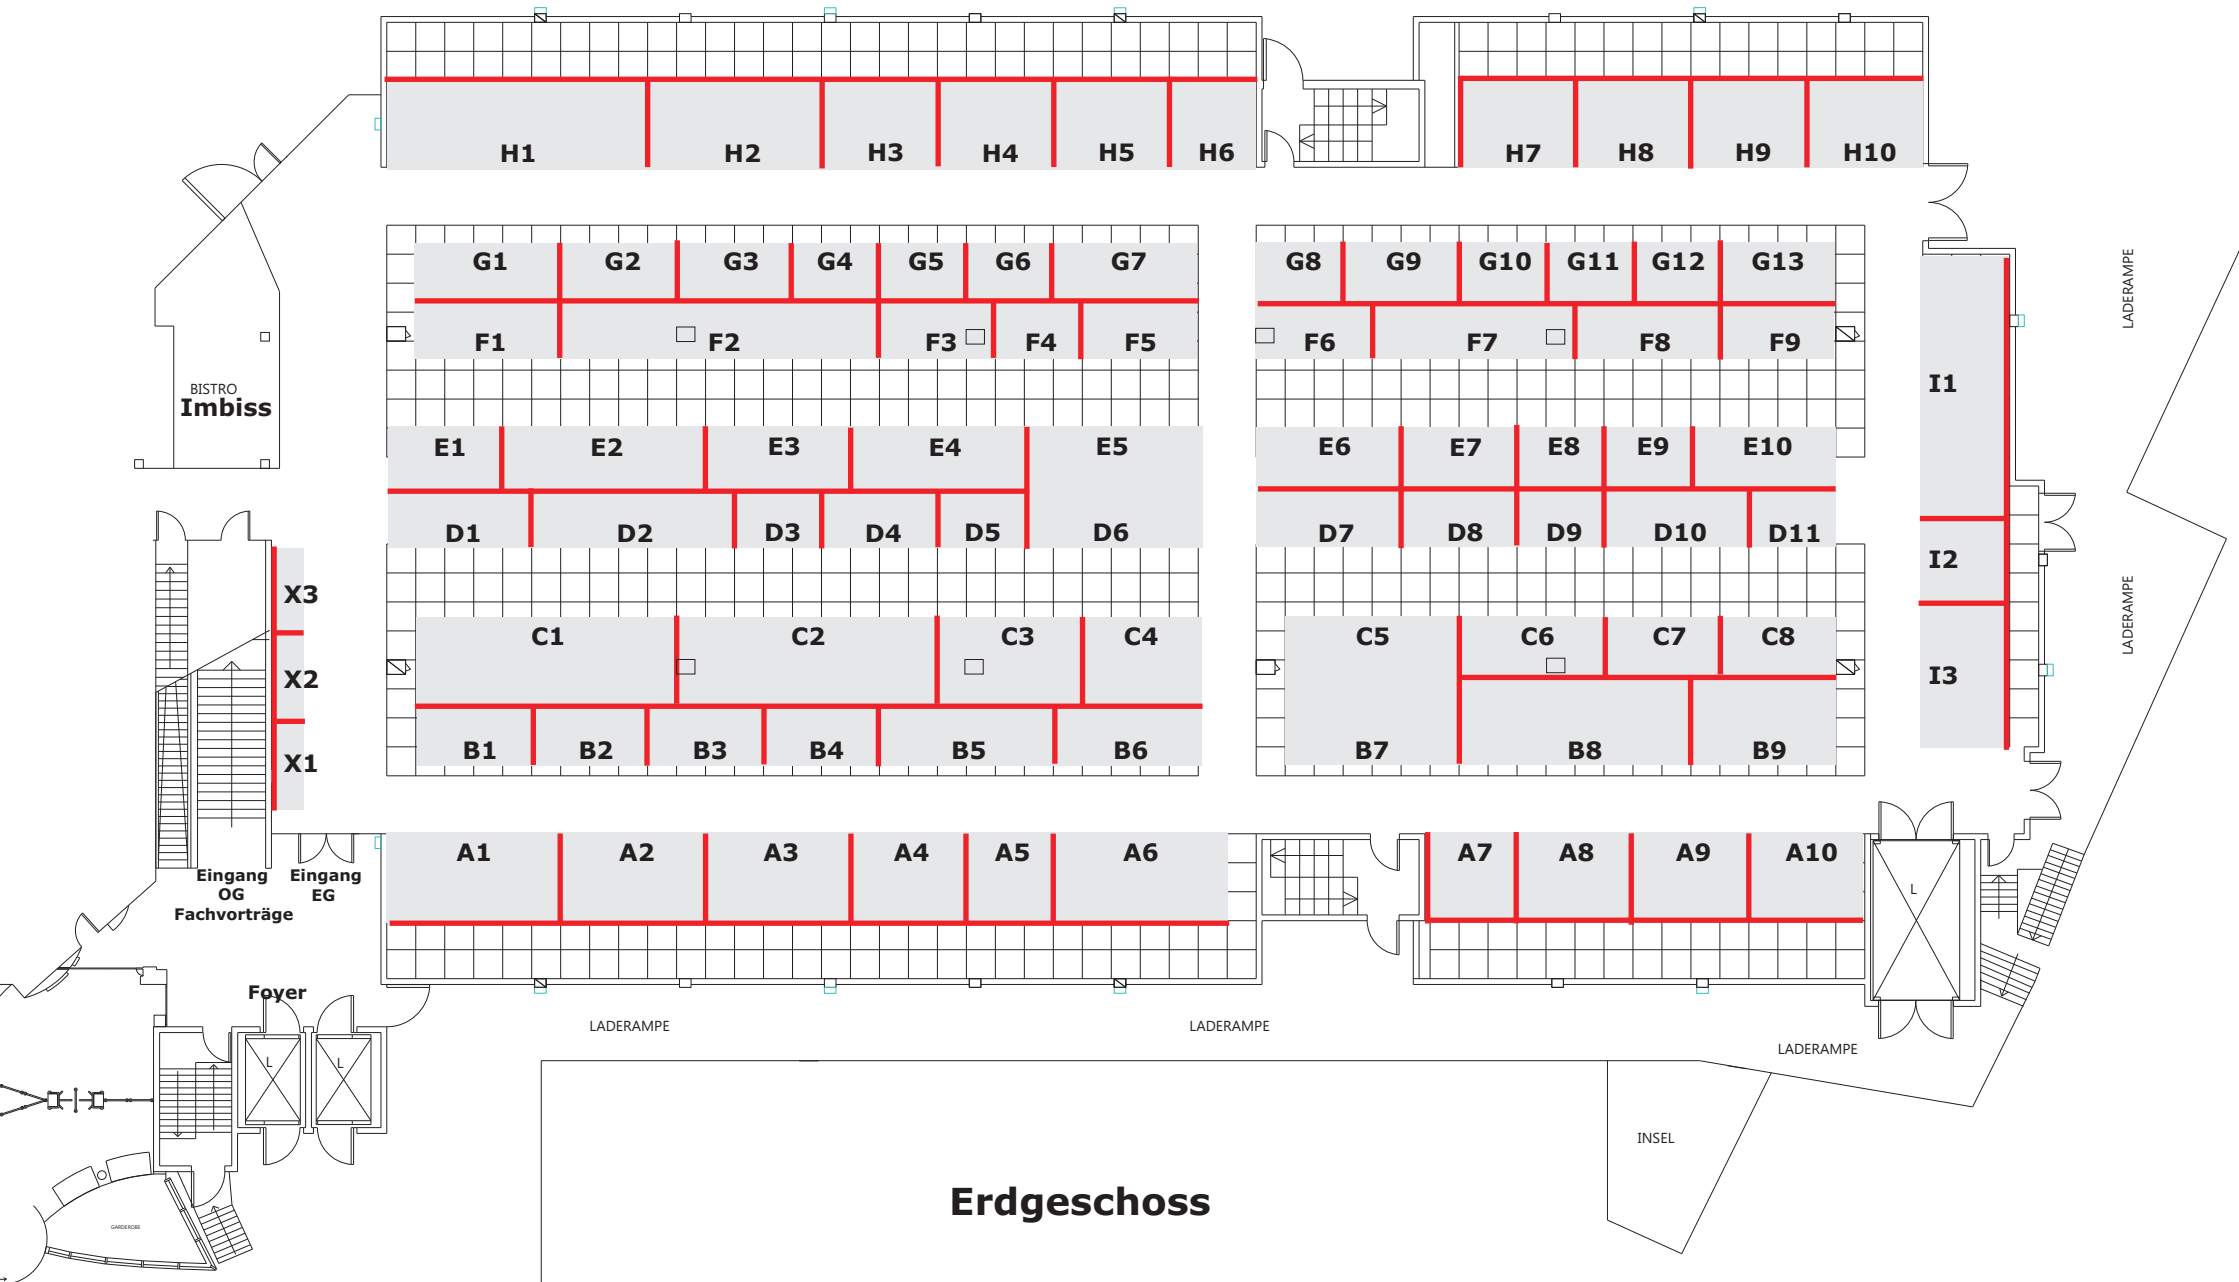 H1 H2 H3 H4 H5 H6 H7 H8 H9 H10
G1 G2 G3 G4 G5 G6 G7 G8 G9 G10 G11 G12 G13
F1 F2 F3 F4 F5 F6 F7 F8 F9
LADERAMPE
BISTRO
Imbiss
I1
E1 E2 E3 E4 E5 E6 E7 E8 E9 E10
D1 D2 D3 D4 D5 D6 D7 D8 D9 D10 D11
I2
X3
LADERAMPE
C1 C2 C3 C4 C5 C6 C7 C8
X2
I3
B1 B2 B3 B4 B5 B6 B7 B8 B9
X1
A1 A2 A3 A4 A5 A6 A7 A8 A9 A10
Eingang
OG
Fachvorträge
Eingang
EG
L
Foyer
LADERAMPE
LADERAMPE
LADERAMPE
L
L
INSEL
Erdgeschoss
GARDEROBE